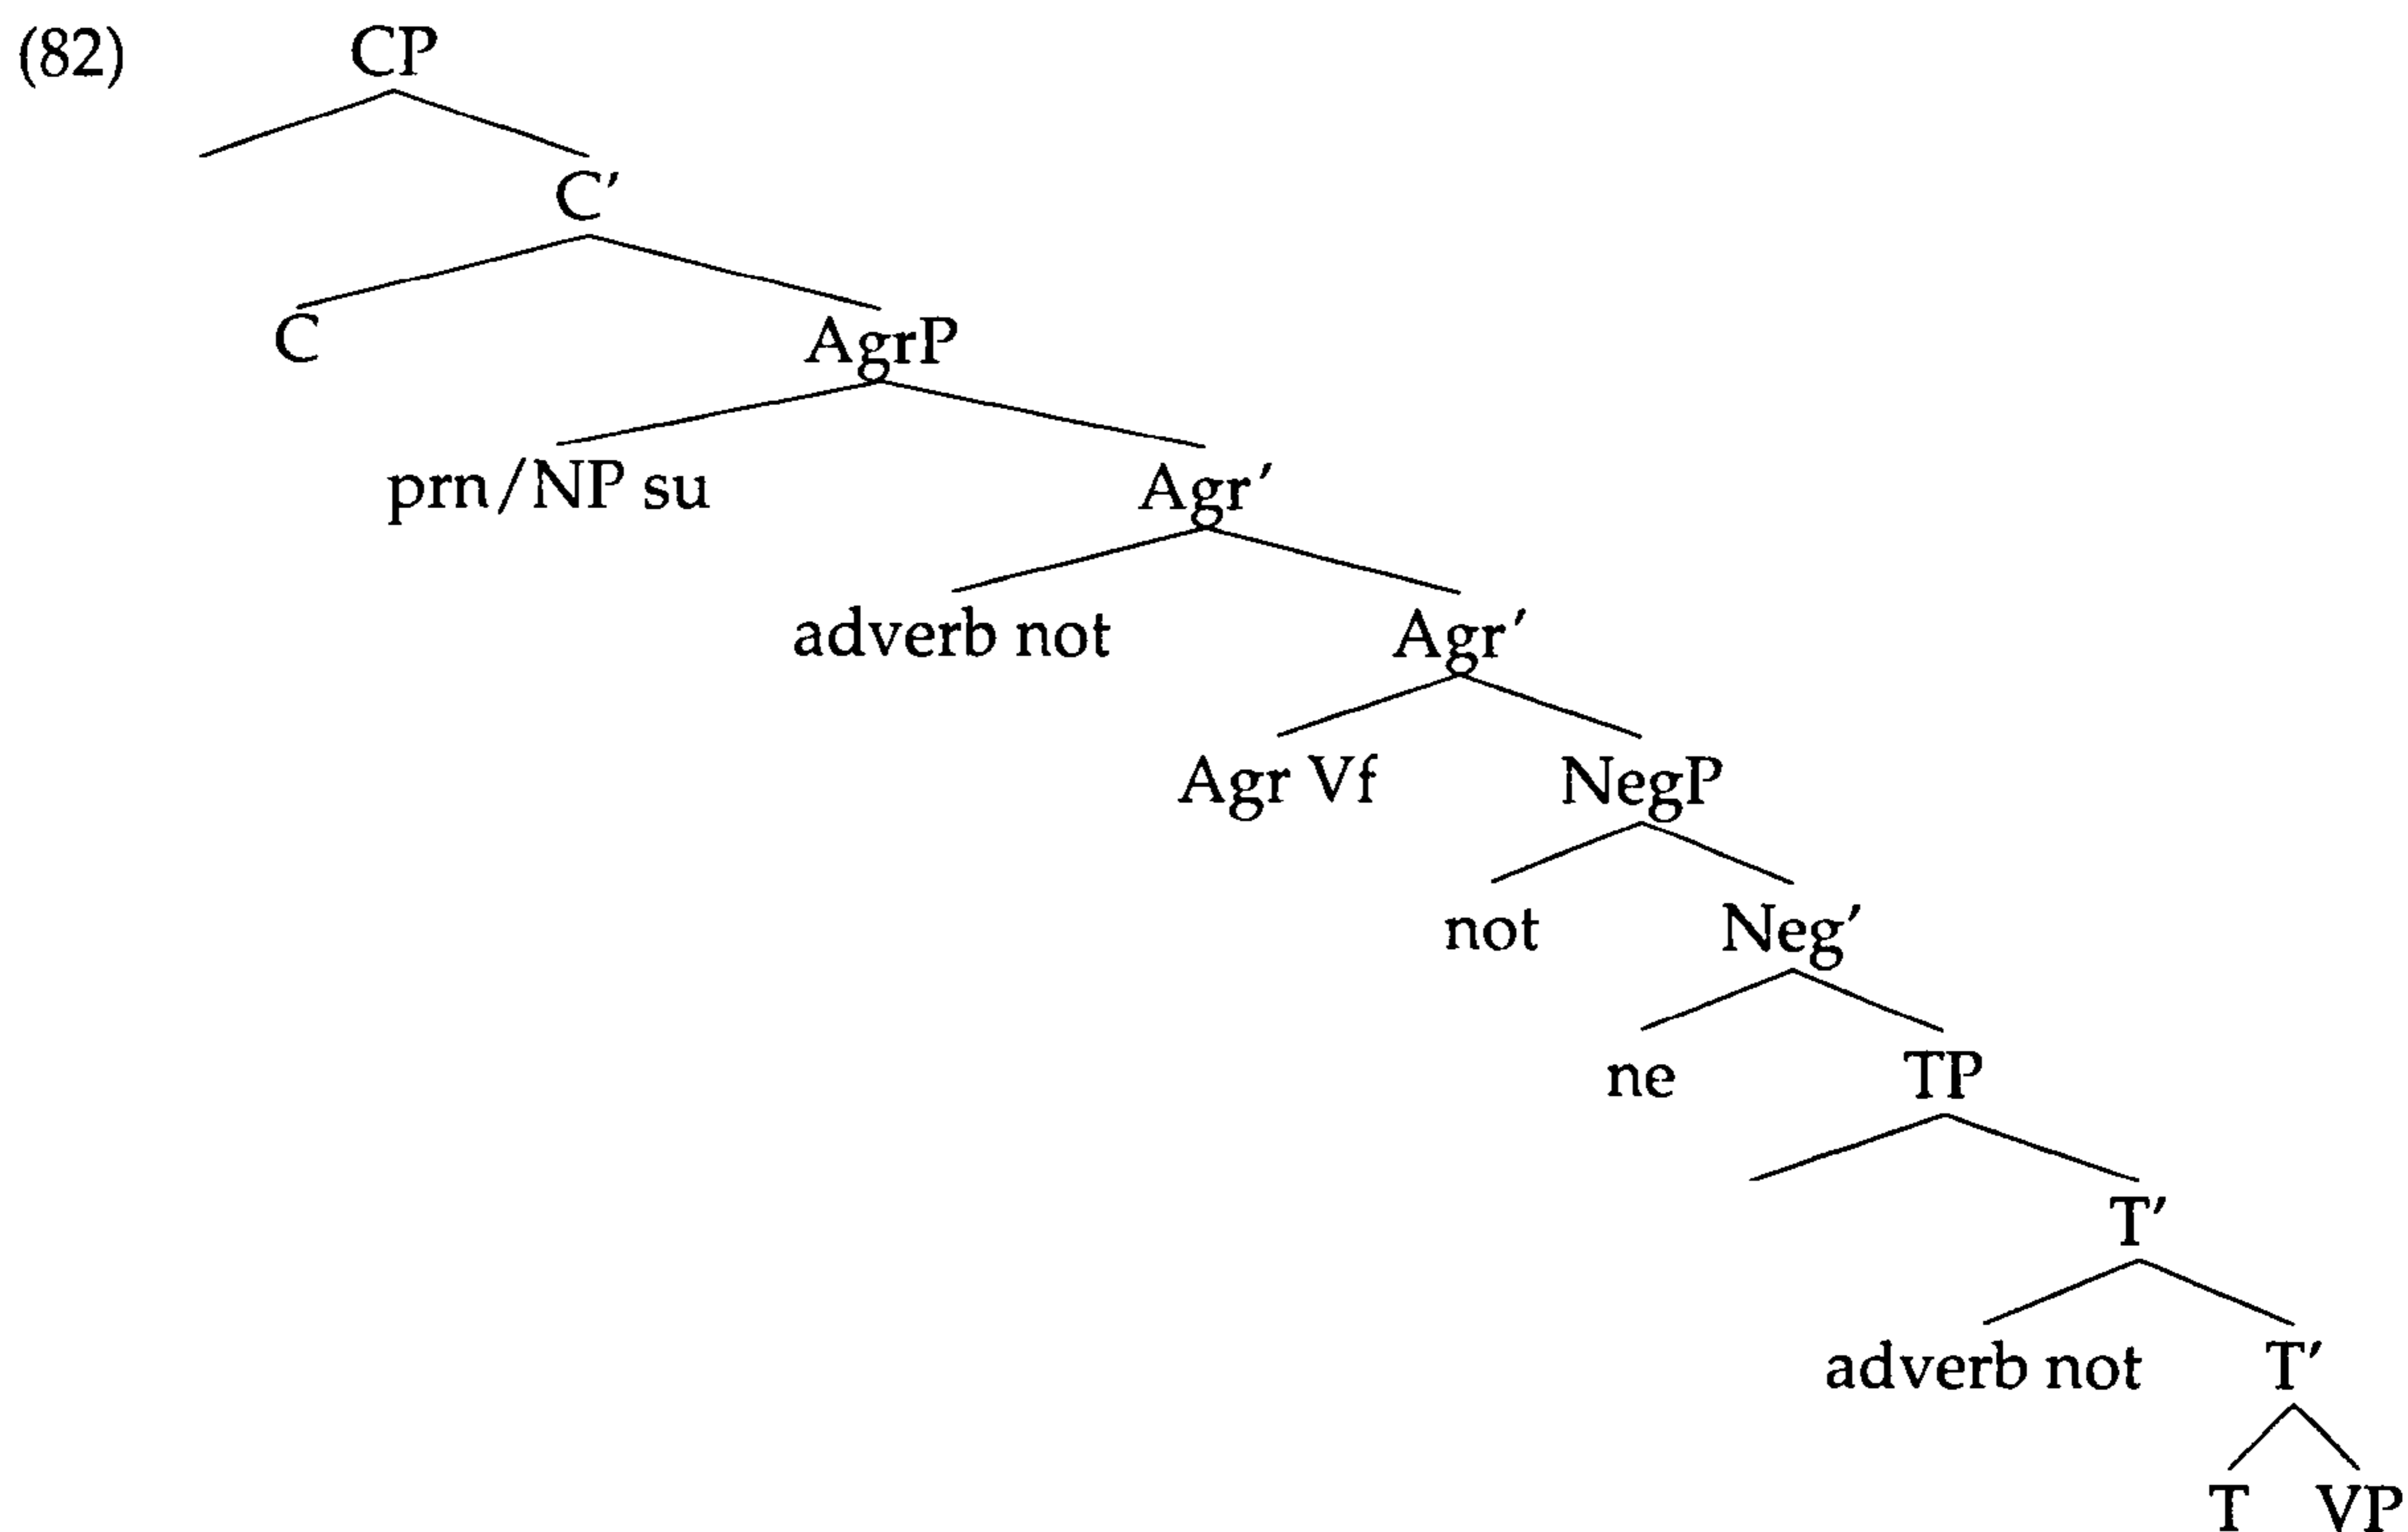 (82) CP
C′
C AgrP
prn/NP su Agr′
adverb not Agr′
Agr Vf NegP
not Neg′
ne TP
T′
adverb not T′
T VP